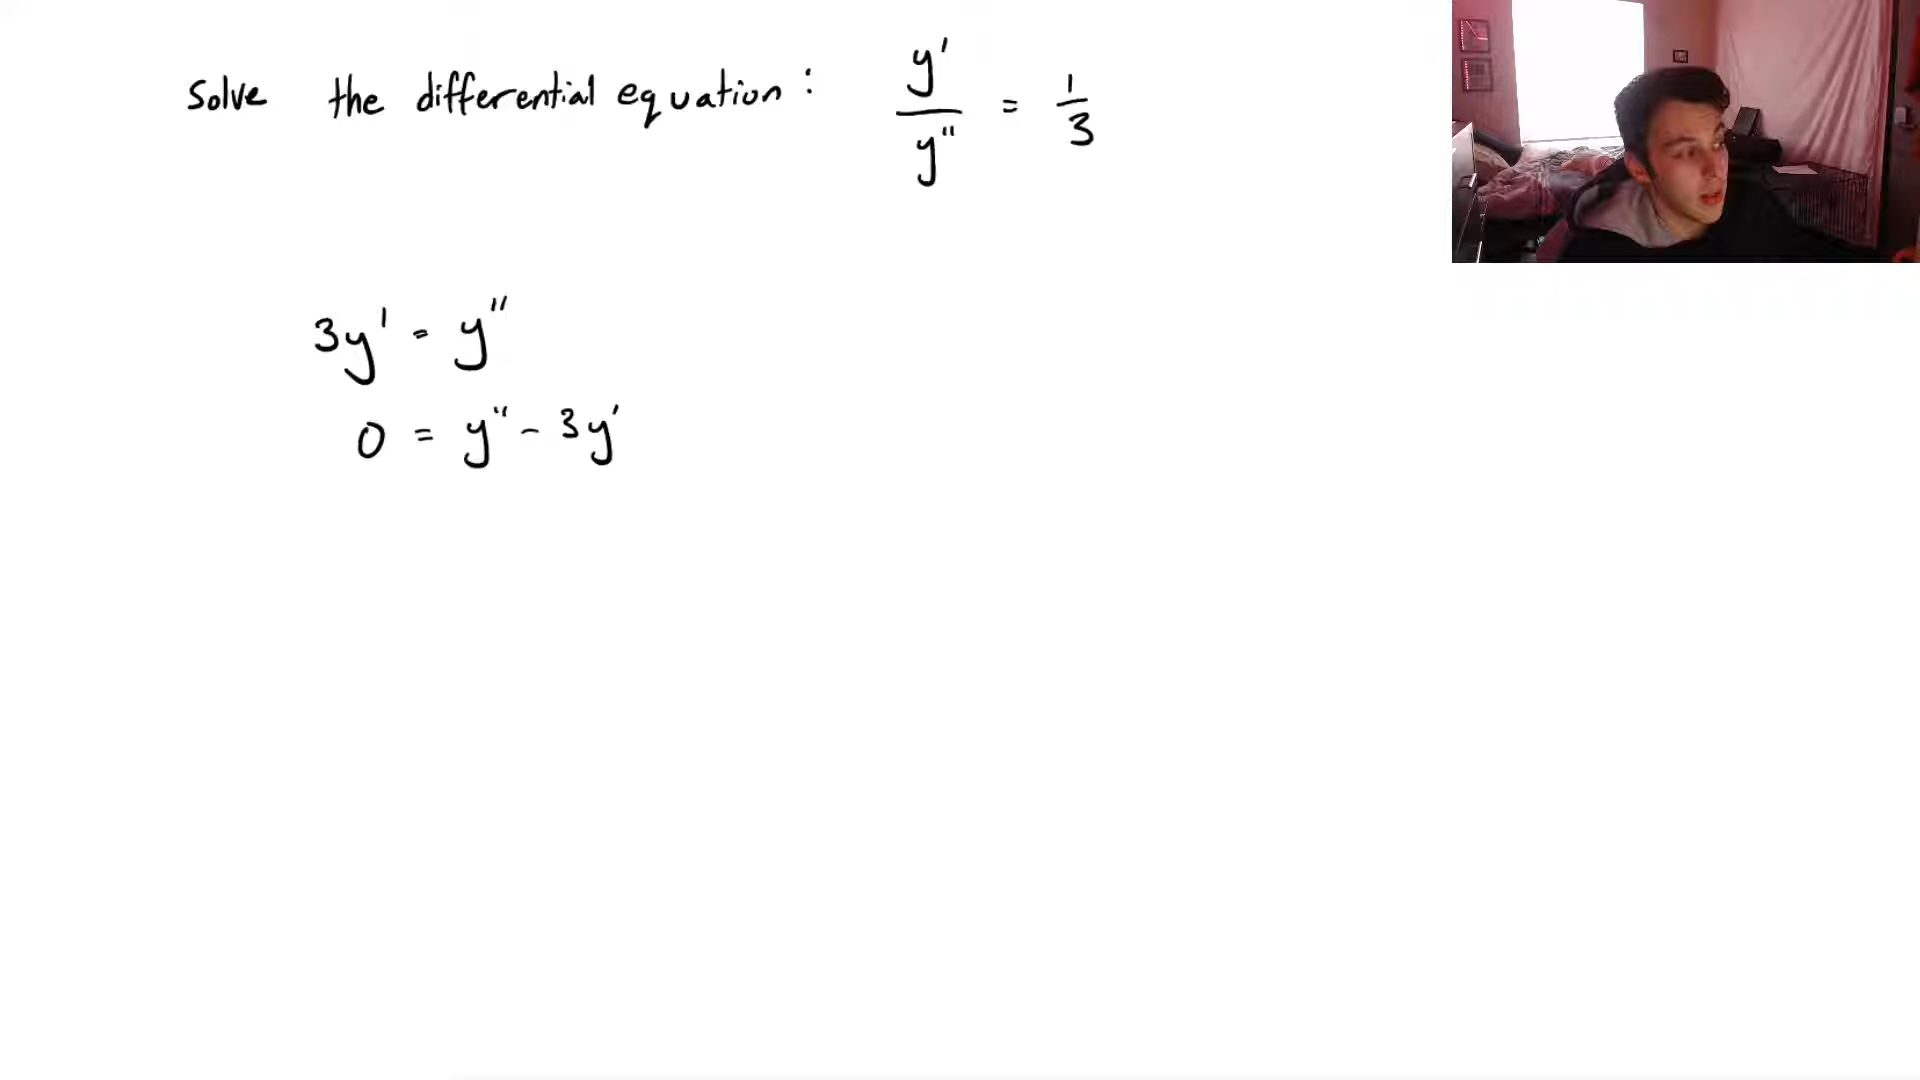 Solve the differential equation: y'/y'' = 1/3
3y' = y''
0 = y'' - 3y'